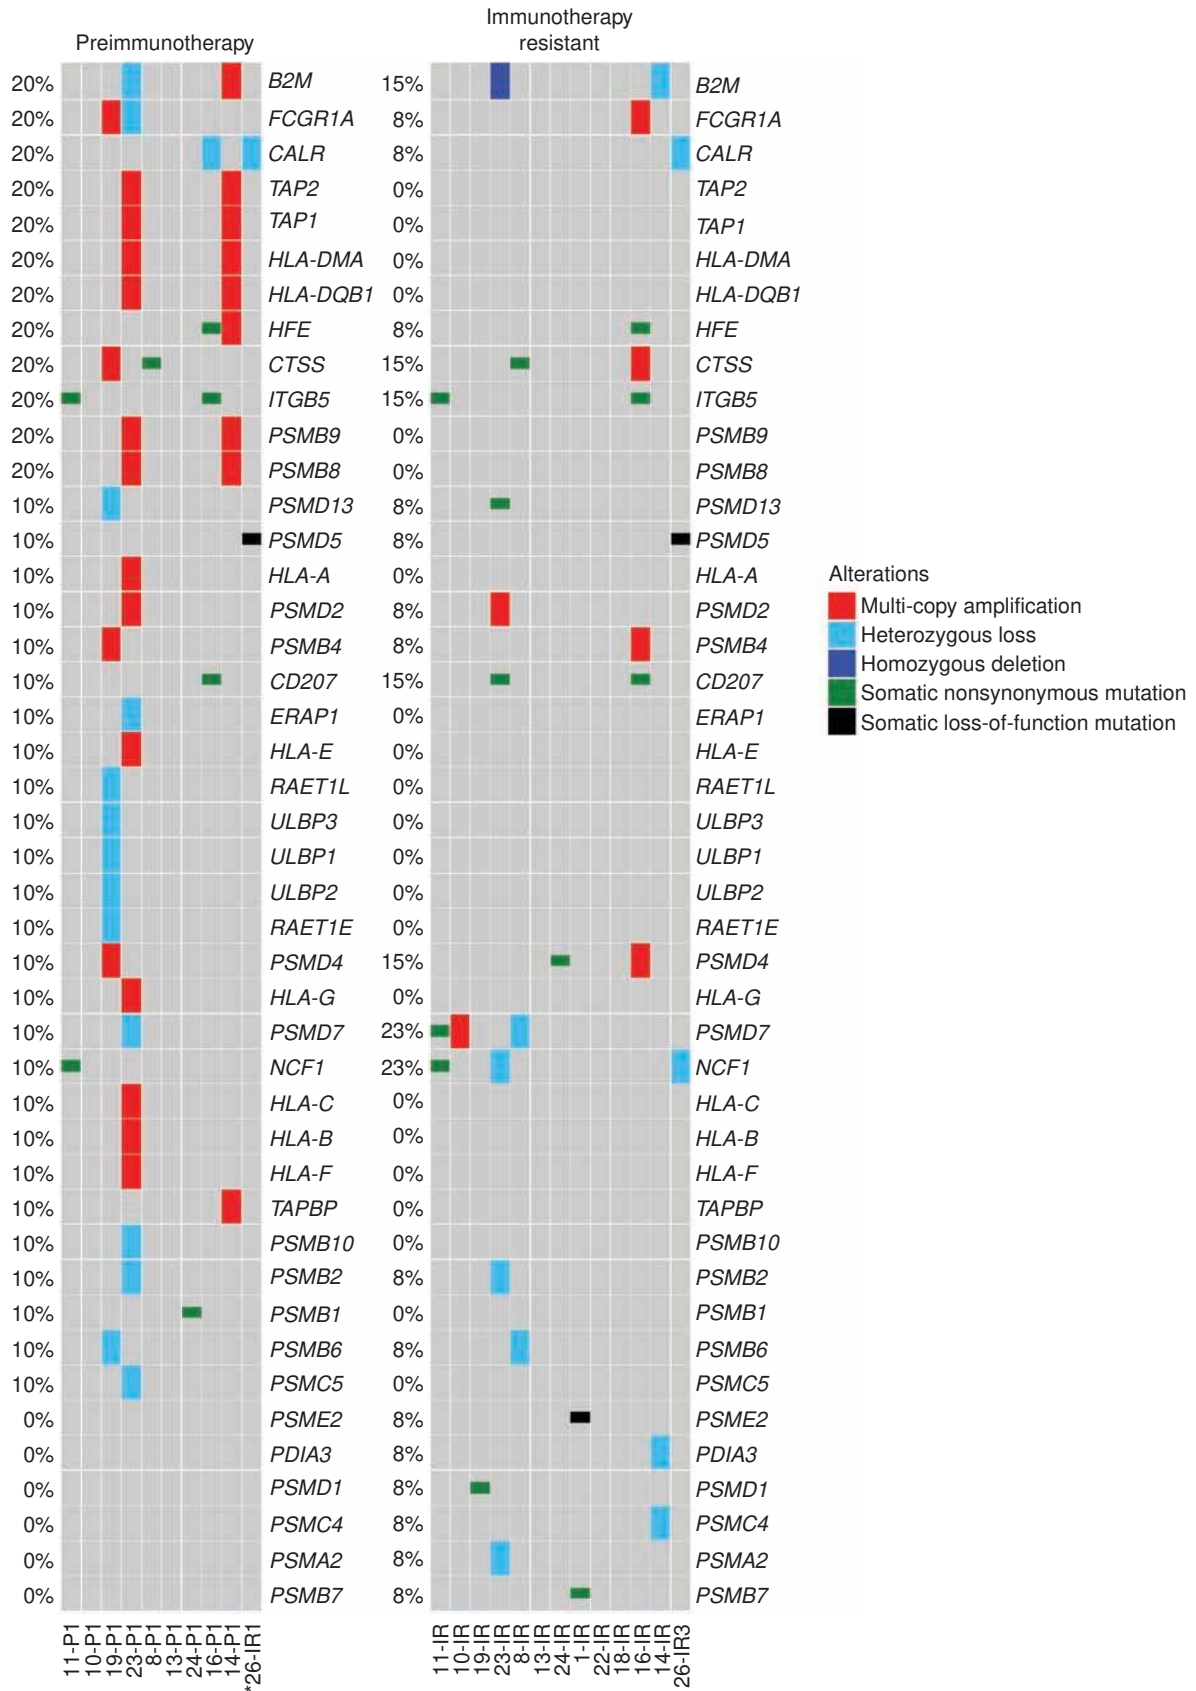 Preimmunotherapy
Immunotherapy
resistant
20% B2M 15% B2M
20% FCGR1A 8% FCGR1A
20% CALR 8% CALR
20% TAP2 0% TAP2
20% TAP1 0% TAP1
20% HLA-DMA 0% HLA-DMA
20% HLA-DQB1 0% HLA-DQB1
20% HFE 8% HFE
20% CTSS 15% CTSS
20% ITGB5 15% ITGB5
20% PSMB9 0% PSMB9
20% PSMB8 0% PSMB8
10% PSMD13 8% PSMD13
10% PSMD5 8% PSMD5
10% HLA-A 0% HLA-A
10% PSMD2 8% PSMD2
10% PSMB4 8% PSMB4
10% CD207 15% CD207
10% ERAP1 0% ERAP1
10% HLA-E 0% HLA-E
10% RAET1L 0% RAET1L
10% ULBP3 0% ULBP3
10% ULBP1 0% ULBP1
10% ULBP2 0% ULBP2
10% RAET1E 0% RAET1E
10% PSMD4 15% PSMD4
10% HLA-G 0% HLA-G
10% PSMD7 23% PSMD7
10% NCF1 23% NCF1
10% HLA-C 0% HLA-C
10% HLA-B 0% HLA-B
10% HLA-F 0% HLA-F
10% TAPBP 0% TAPBP
10% PSMB10 0% PSMB10
10% PSMB2 8% PSMB2
10% PSMB1 0% PSMB1
10% PSMB6 8% PSMB6
10% PSMC5 0% PSMC5
0% PSME2 8% PSME2
0% PDIA3 8% PDIA3
0% PSMD1 8% PSMD1
0% PSMC4 8% PSMC4
0% PSMA2 8% PSMA2
0% PSMB7 8% PSMB7
11-P1
10-P1
19-P1
23-P1
8-P1
13-P1
24-P1
16-P1
14-P1
*26-IR1
11-IR
10-IR
19-IR
23-IR
8-IR
13-IR
24-IR
1-IR
22-IR
18-IR
16-IR
14-IR
26-IR3
Alterations
Multi-copy amplification
Heterozygous loss
Homozygous deletion
Somatic nonsynonymous mutation
Somatic loss-of-function mutation